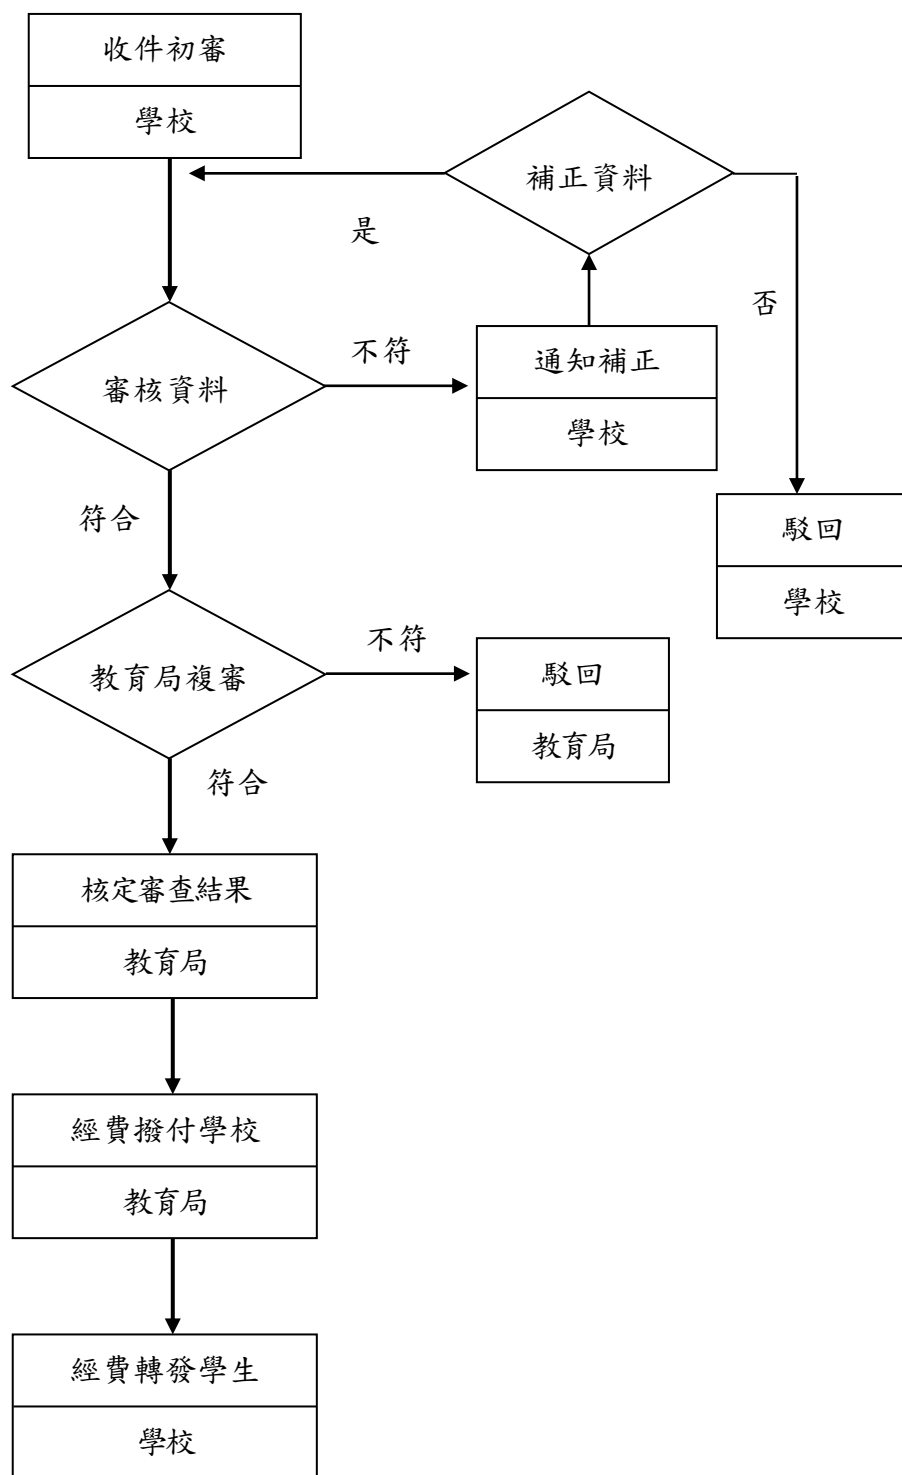 收件初審
學校
補正資料
是
否
不符
通知補正
學校
審核資料
符合
駁回
學校
不符
教育局複審
駁回
教育局
符合
核定審查結果
教育局
經費撥付學校
教育局
經費轉發學生
學校